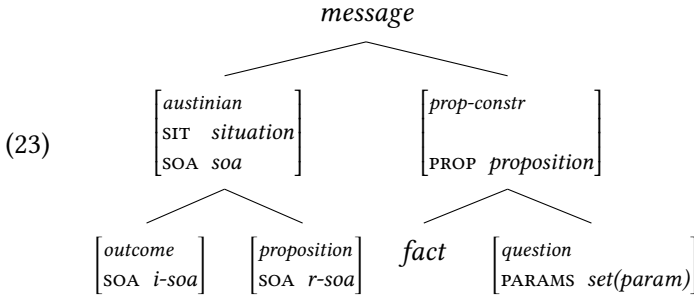 message
austinian
SIT situation
SOA soa
prop-constr
PROP proposition
(23)
outcome
SOA i-soa
proposition
SOA r-soa
fact
question
PARAMS set(param)